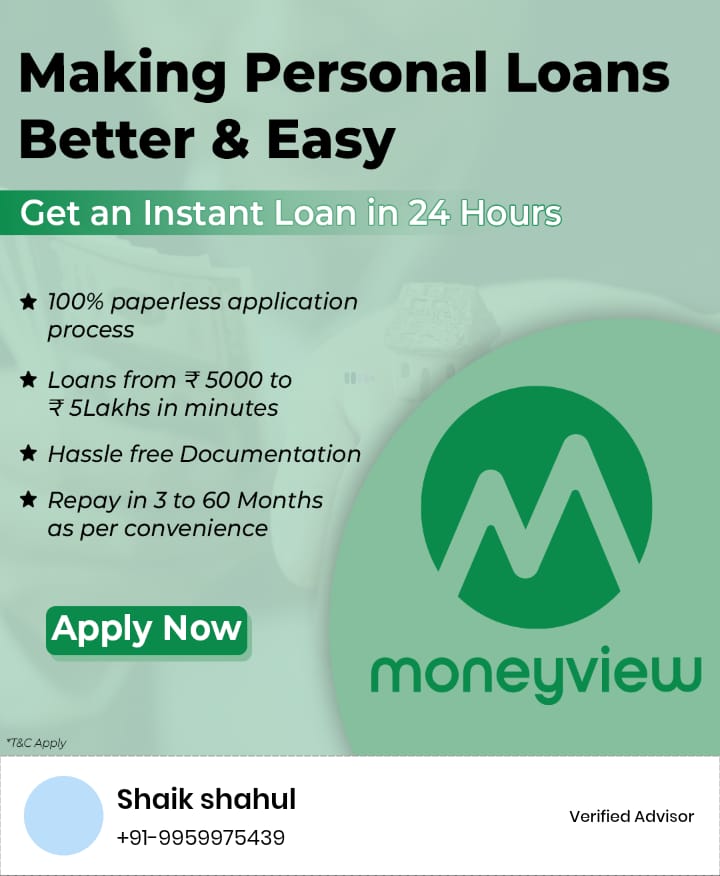 Making Personal Loans
Better & Easy
Get an Instant Loan in 24 Hours
★ 100% paperless application
process
★ Loans from ₹ 5000 to
₹ 5Lakhs in minutes
★ Hassle free Documentation
★ Repay in 3 to 60 Months
as per convenience
Apply Now
moneyview
*T&C Apply
Shaik shahul
+91-9959975439
Verified Advisor